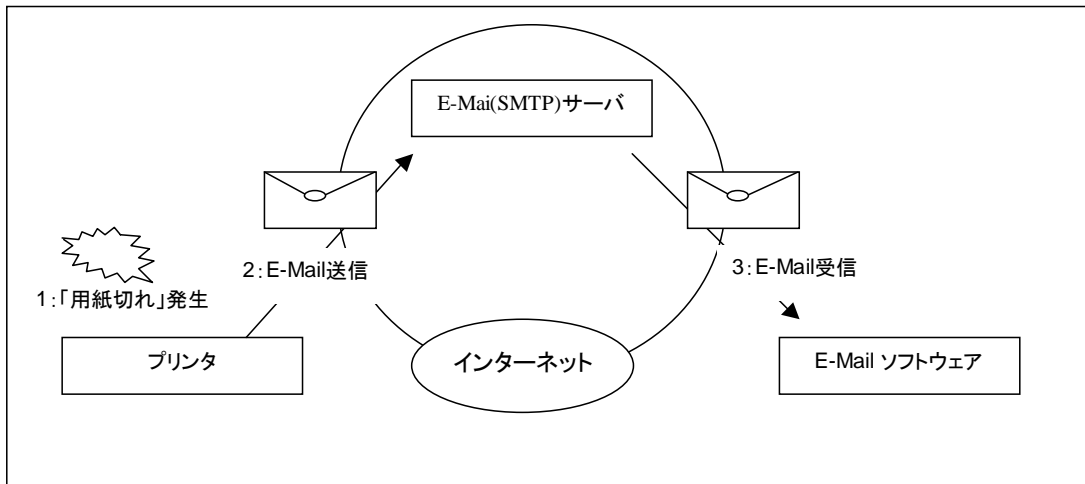 E-Mai(SMTP)サーバ
2:E-Mail送信
3:E-Mail受信
1:「用紙切れ」発生
プリンタ
インターネット
E-Mail ソフトウェア